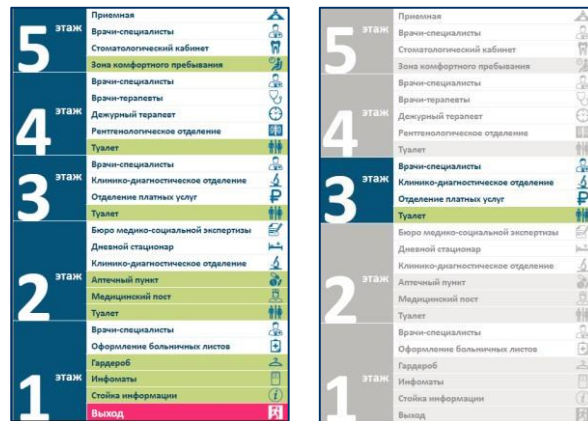 5 этаж
Приемная
Врачи-специалисты
Стоматологический кабинет
Зона комфортного пребывания
4 этаж
Врачи-специалисты
Врачи-терапевты
Дежурный терапевт
Рентгенологическое отделение
Туалет
3 этаж
Врачи-специалисты
Клинико-диагностическое отделение
Отделение платных услуг
Туалет
2 этаж
Бюро медико-социальной экспертизы
Дневной стационар
Клинико-диагностическое отделение
Аптечный пункт
Медицинский пост
Туалет
1 этаж
Врачи-специалисты
Оформление больничных листов
Гардероб
Инфоматы
Стойка информации
Выход
5 этаж
Приемная
Врачи-специалисты
Стоматологический кабинет
Зона комфортного пребывания
4 этаж
Врачи-специалисты
Врачи-терапевты
Дежурный терапевт
Рентгенологическое отделение
Туалет
3 этаж
Врачи-специалисты
Клинико-диагностическое отделение
Отделение платных услуг
Туалет
2 этаж
Бюро медико-социальной экспертизы
Дневной стационар
Клинико-диагностическое отделение
Аптечный пункт
Медицинский пост
Туалет
1 этаж
Врачи-специалисты
Оформление больничных листов
Гардероб
Инфоматы
Стойка информации
Выход